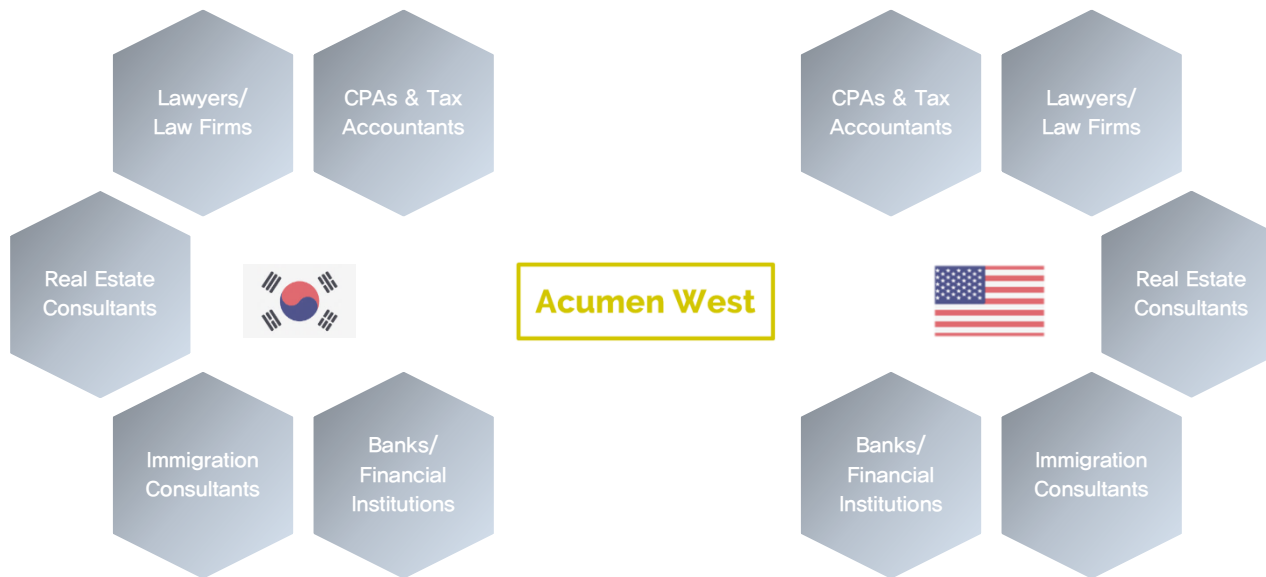 Lawyers/
Law Firms
CPAs & Tax
Accountants
CPAs & Tax
Accountants
Lawyers/
Law Firms
Real Estate
Consultants
Acumen West
Real Estate
Consultants
Immigration
Consultants
Banks/
Financial
Institutions
Banks/
Financial
Institutions
Immigration
Consultants